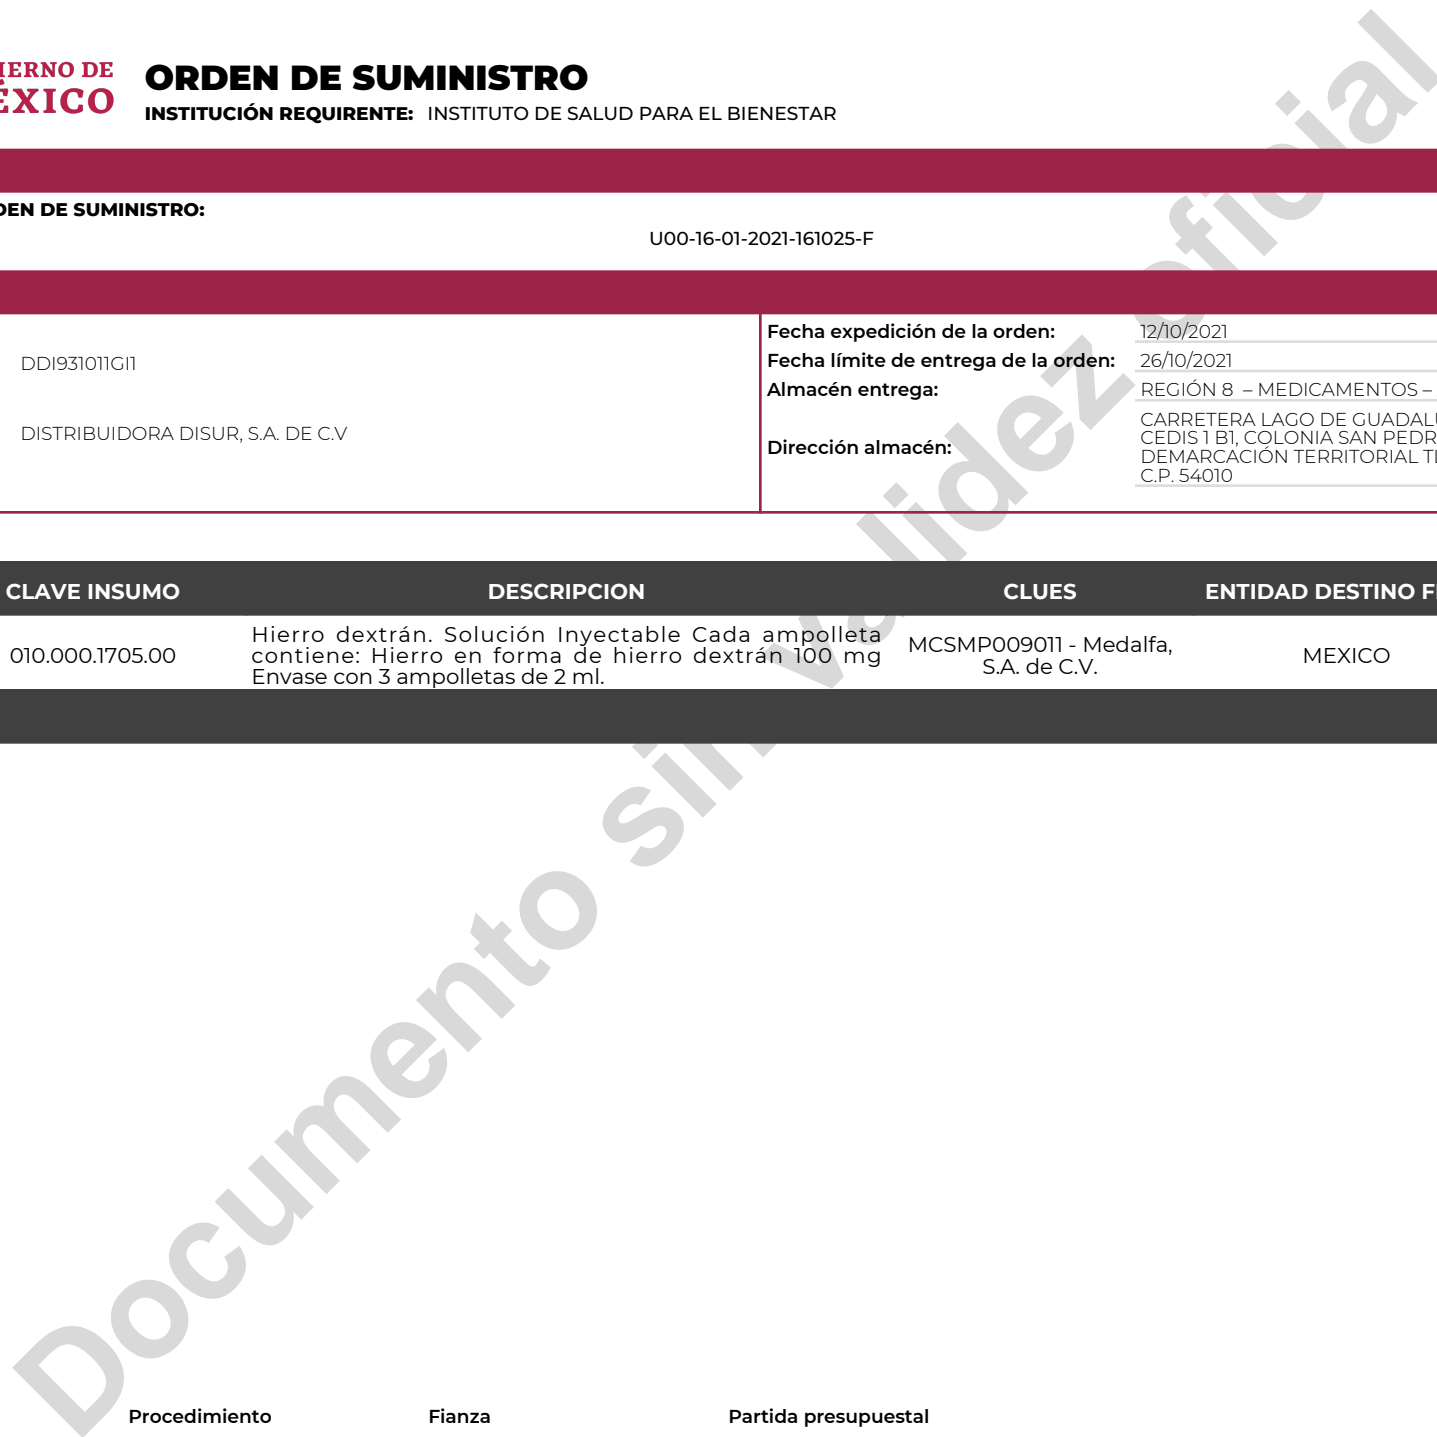 IERNO DE
ÉXICO
ORDEN DE SUMINISTRO
INSTITUCIÓN REQUIRENTE: INSTITUTO DE SALUD PARA EL BIENESTAR
DEN DE SUMINISTRO:
U00-16-01-2021-161025-F
DDI931011GI1
DISTRIBUIDORA DISUR, S.A. DE C.V
Fecha expedición de la orden: 12/10/2021
Fecha límite de entrega de la orden: 26/10/2021
Almacén entrega: REGIÓN 8 – MEDICAMENTOS –
Dirección almacén:
CARRETERA LAGO DE GUADALU
CEDIS 1 B1, COLONIA SAN PEDR
DEMARCACIÓN TERRITORIAL TL
C.P. 54010
CLAVE INSUMO DESCRIPCION CLUES ENTIDAD DESTINO FI
010.000.1705.00
Hierro dextrán. Solución Inyectable Cada ampolleta
contiene: Hierro en forma de hierro dextrán 100 mg
Envase con 3 ampolletas de 2 ml.
MCSMP009011 - Medalfa,
S.A. de C.V.
MEXICO
Documento sin validez oficial
Procedimiento Fianza Partida presupuestal